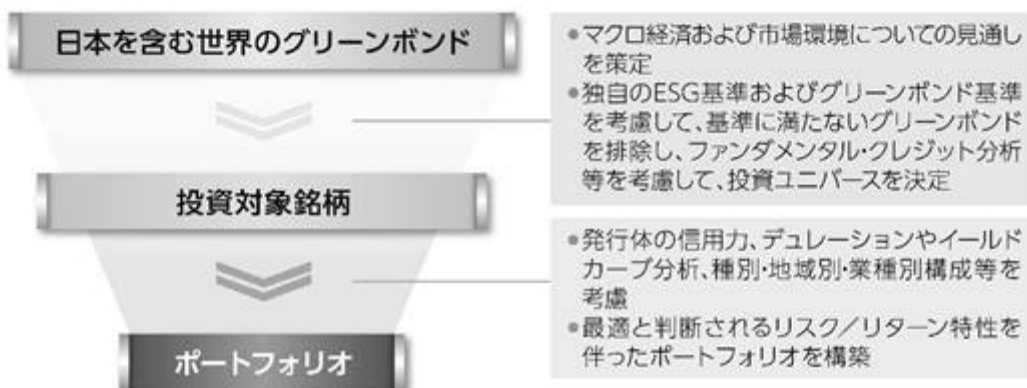 日本を含む世界のグリーンボンド
●マクロ経済および市場環境についての見通し
を策定
●独自のESG基準およびグリーンボンド基準
を考慮して、基準に満たないグリーンボンド
を排除し、ファンダメンタル・クレジット分析
等を考慮して、投資ユニバースを決定
投資対象銘柄
●発行体の信用力、デュレーションやイールド
カーブ分析、種別・地域別・業種別構成等を
考慮
●最適と判断されるリスク／リターン特性を
伴ったポートフォリオを構築
ポートフォリオ